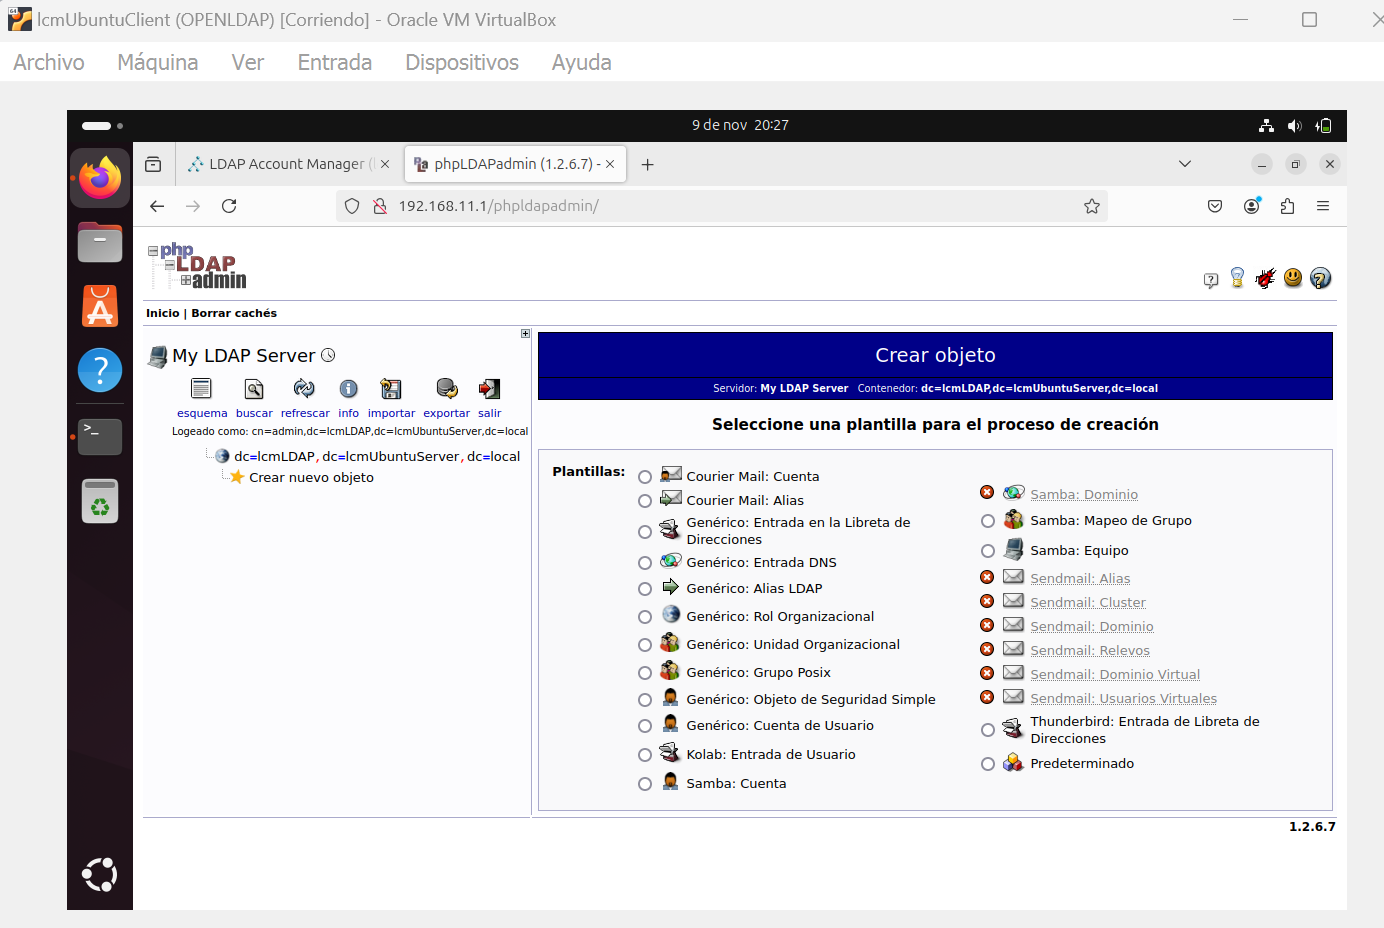 lcmUbuntuClient (OPENLDAP) [Corriendo] - Oracle VM VirtualBox
Archivo Máquina Ver Entrada Dispositivos Ayuda
9 de nov 20:27
LDAP Account Manager (
phpLDAPadmin (1.2.6.7) -
192.168.11.1/phpldapadmin/
php
LDAP
admin
Inicio | Borrar cachés
My LDAP Server
esquema buscar refrescar info importar exportar salir
Logeado como: cn=admin,dc=lcmLDAP,dc=lcmUbuntuServer,dc=local
dc=lcmLDAP,dc=lcmUbuntuServer,dc=local
Crear nuevo objeto
Crear objeto
Servidor: My LDAP Server Contenedor: dc=lcmLDAP,dc=lcmUbuntuServer,dc=local
Seleccione una plantilla para el proceso de creación
Plantillas:
Courier Mail: Cuenta
Courier Mail: Alias
Genérico: Entrada en la Libreta de
Direcciones
Genérico: Entrada DNS
Genérico: Alias LDAP
Genérico: Rol Organizacional
Genérico: Unidad Organizacional
Genérico: Grupo Posix
Genérico: Objeto de Seguridad Simple
Genérico: Cuenta de Usuario
Kolab: Entrada de Usuario
Samba: Cuenta
Samba: Dominio
Samba: Mapeo de Grupo
Samba: Equipo
Sendmail: Alias
Sendmail: Cluster
Sendmail: Dominio
Sendmail: Relevos
Sendmail: Dominio Virtual
Sendmail: Usuarios Virtuales
Thunderbird: Entrada de Libreta de
Direcciones
Predeterminado
1.2.6.7